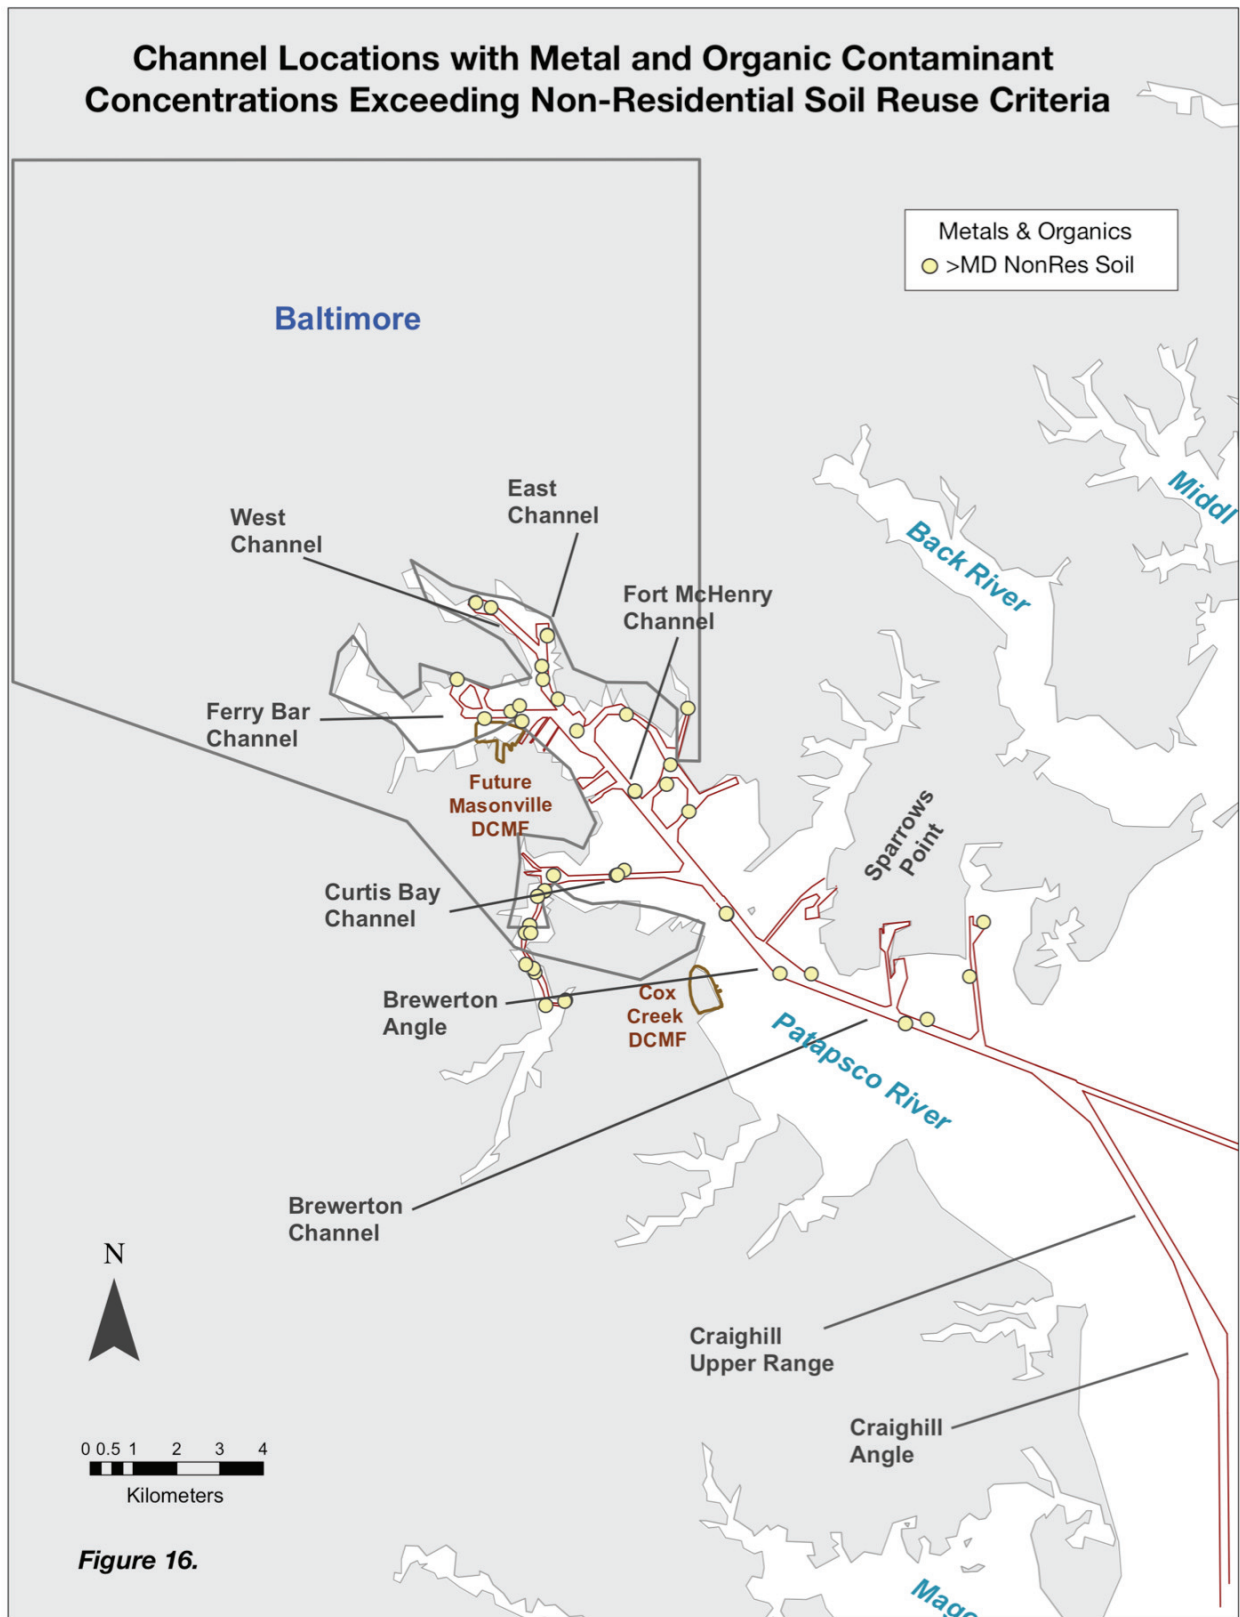 Channel Locations with Metal and Organic Contaminant
Concentrations Exceeding Non-Residential Soil Reuse Criteria
Metals & Organics
>MD NonRes Soil
Baltimore
Middl
Back River
East
Channel
West
Channel
Fort McHenry
Channel
Ferry Bar
Channel
Future
Masonville
DCMF
Sparrows
Point
Curtis Bay
Channel
Brewerton
Angle
Cox
Creek
DCMF
Patapsco River
Brewerton
Channel
N
Craighill
Upper Range
Craighill
Angle
0 0.5 1 2 3 4
Kilometers
Figure 16.
Mago